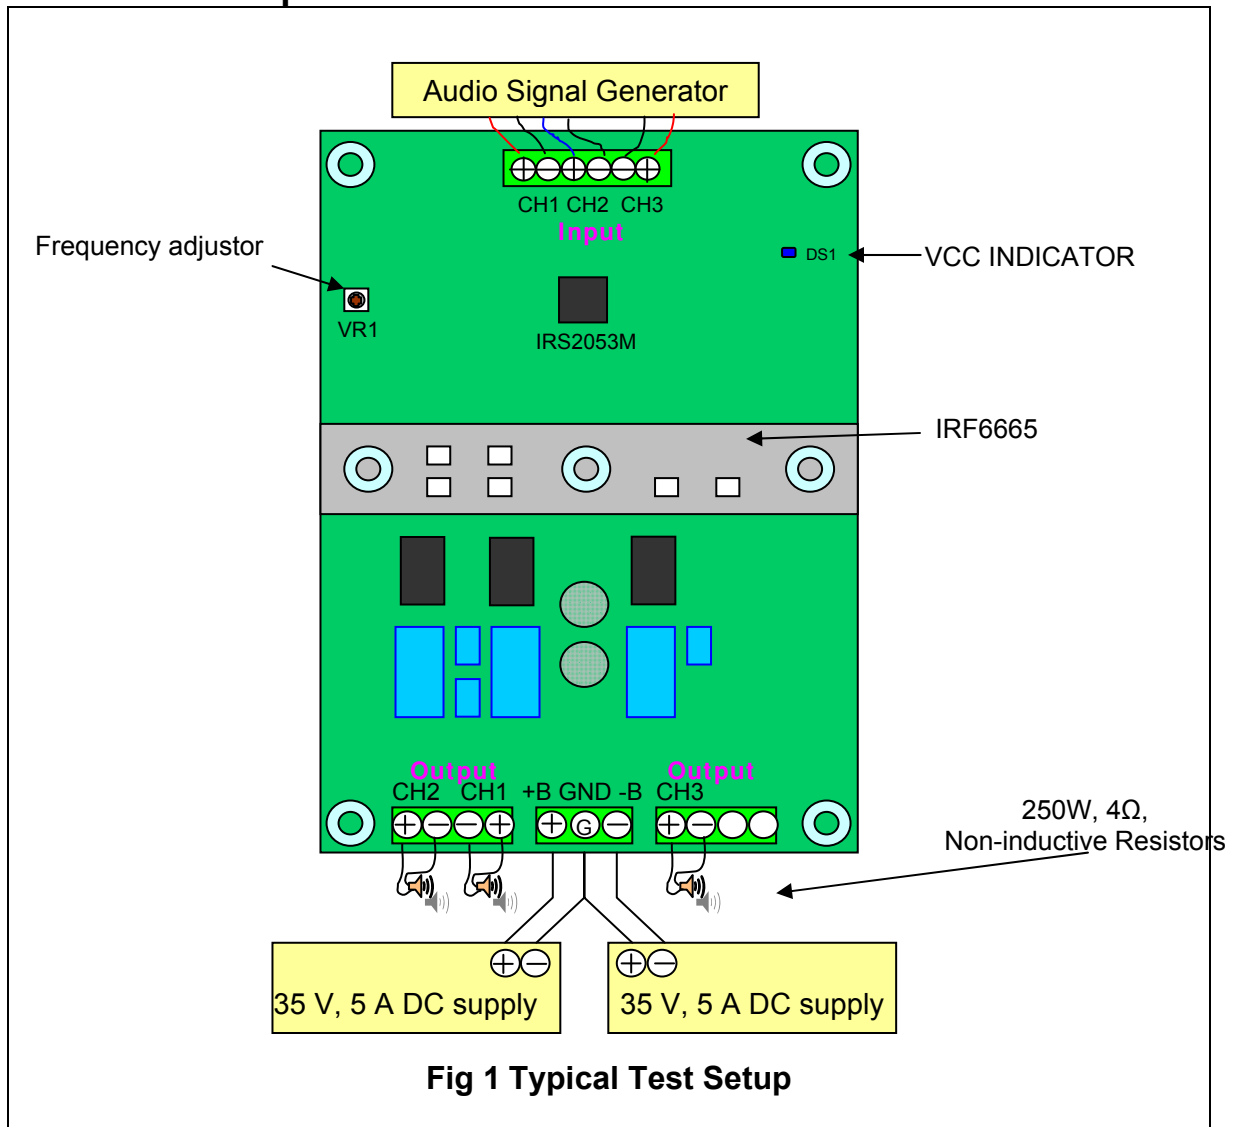 Audio Signal Generator
CH1 CH2 CH3
Input
Frequency adjustor
DS1
VCC INDICATOR
VR1
IRS2053M
IRF6665
Output
Output
CH2 CH1 +B GND -B CH3
G
250W, 4Ω,
Non-inductive Resistors
35 V, 5 A DC supply
35 V, 5 A DC supply
Fig 1 Typical Test Setup